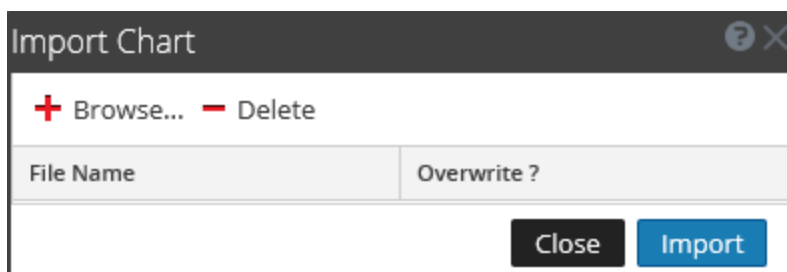 Import Chart
Browse... Delete
File Name Overwrite ?
Close Import